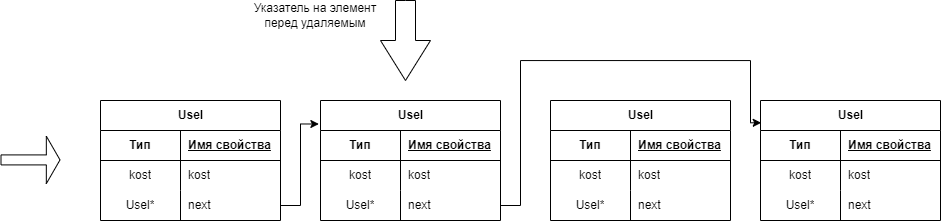 Указатель на элемент
перед удаляемым
Usel Usel Usel Usel
Тип Имя свойства Тип Имя свойства Тип Имя свойства Тип Имя свойства
kost kost kost kost kost kost kost kost
Usel* next Usel* next Usel* next Usel* next